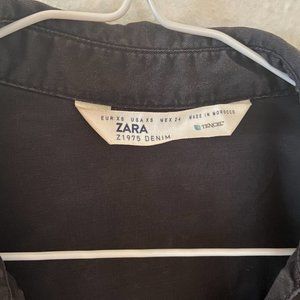 EUR XS USA XS MEX 24 MADE IN MOROCCO
ZARA
Z1975 DENIM
TENCEL